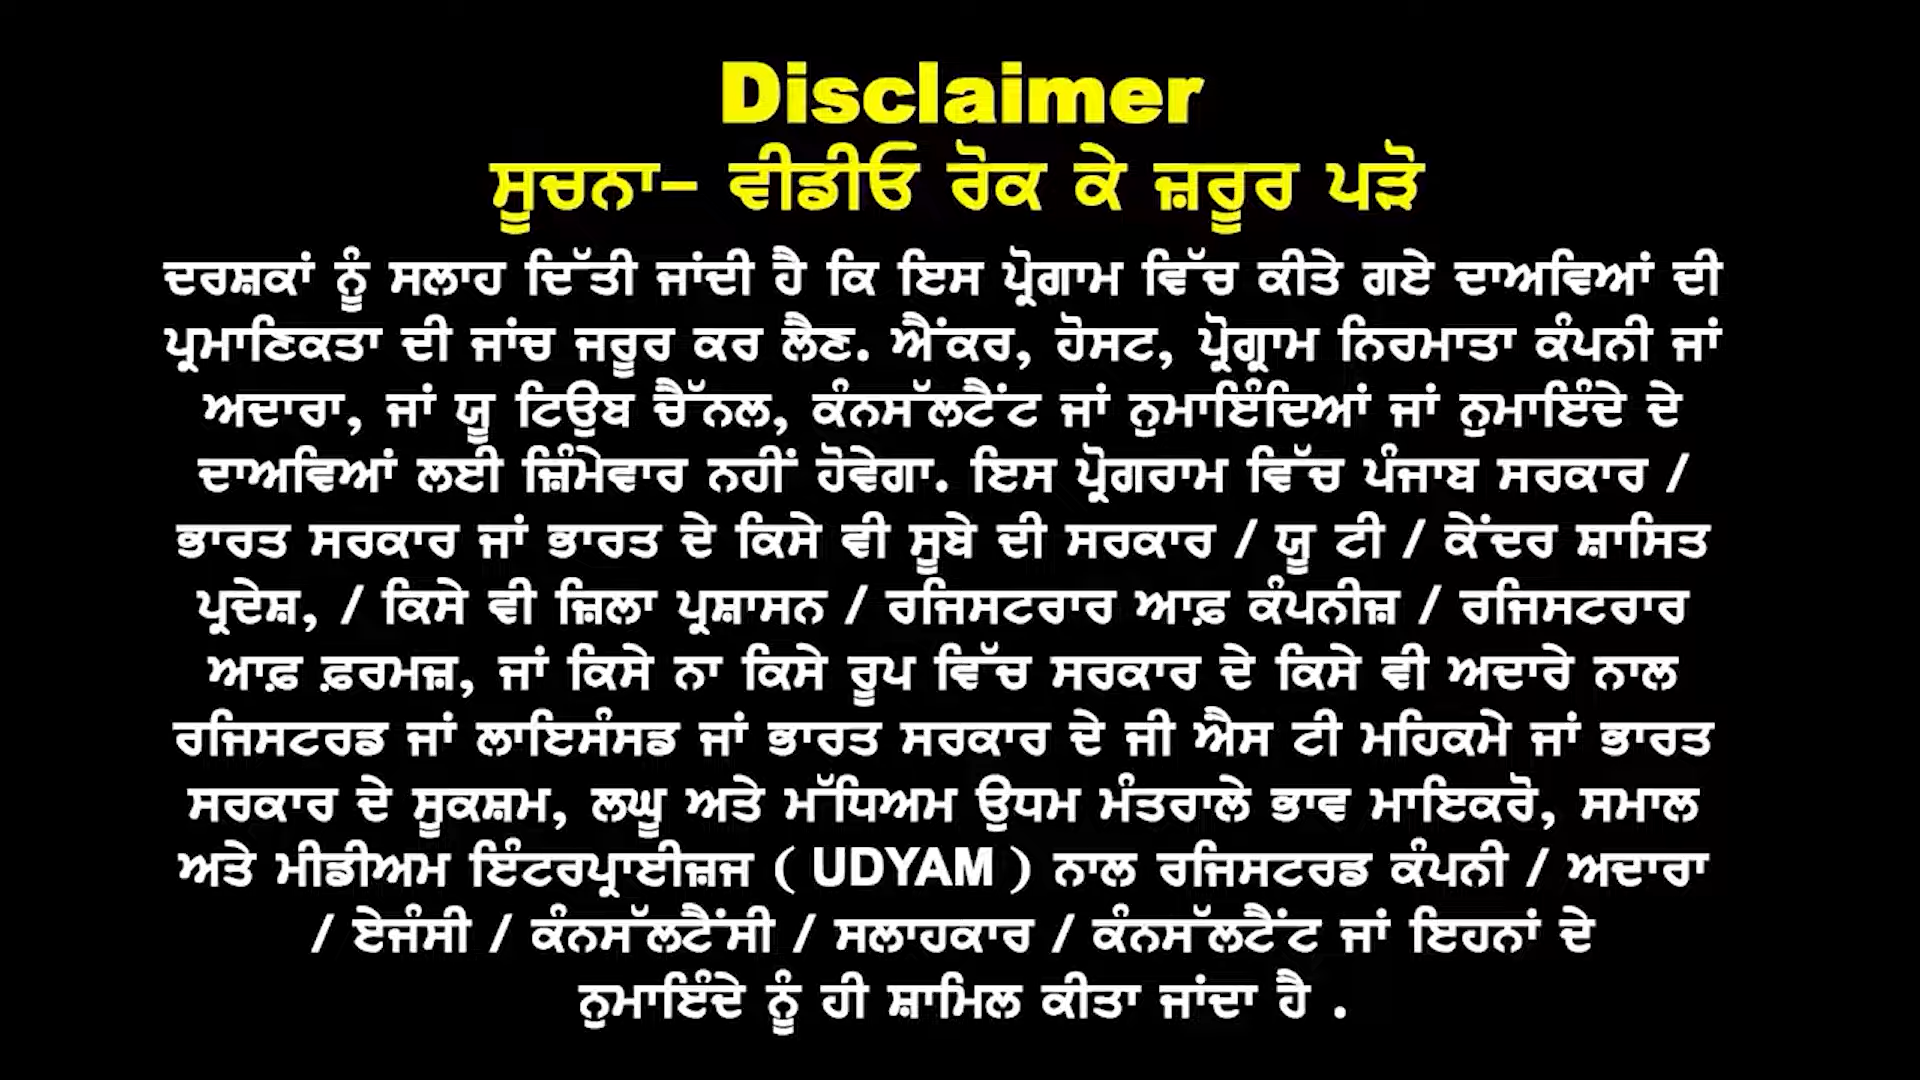 Disclaimer
ਸੂਚਨਾ- ਵੀਡੀਓ ਰੋਕ ਕੇ ਜ਼ਰੂਰ ਪੜੋ
ਦਰਸ਼ਕਾਂ ਨੂੰ ਸਲਾਹ ਦਿੱਤੀ ਜਾਂਦੀ ਹੈ ਕਿ ਇਸ ਪ੍ਰੋਗਾਮ ਵਿੱਚ ਕੀਤੇ ਗਏ ਦਾਅਵਿਆਂ ਦੀ
ਪ੍ਰਮਾਣਿਕਤਾ ਦੀ ਜਾਂਚ ਜਰੂਰ ਕਰ ਲੈਣ. ਐਂਕਰ, ਹੋਸਟ, ਪ੍ਰੋਗ੍ਰਾਮ ਨਿਰਮਾਤਾ ਕੰਪਨੀ ਜਾਂ
ਅਦਾਰਾ, ਜਾਂ ਯੂ ਟਿਊਬ ਚੈੱਨਲ, ਕੰਨਸੱਲਟੈਂਟ ਜਾਂ ਨੁਮਾਇੰਦਿਆਂ ਜਾਂ ਨੁਮਾਇੰਦੇ ਦੇ
ਦਾਅਵਿਆਂ ਲਈ ਜ਼ਿੰਮੇਵਾਰ ਨਹੀਂ ਹੋਵੇਗਾ. ਇਸ ਪ੍ਰੋਗਰਾਮ ਵਿੱਚ ਪੰਜਾਬ ਸਰਕਾਰ /
ਭਾਰਤ ਸਰਕਾਰ ਜਾਂ ਭਾਰਤ ਦੇ ਕਿਸੇ ਵੀ ਸੂਬੇ ਦੀ ਸਰਕਾਰ / ਯੂ ਟੀ / ਕੇਂਦਰ ਸ਼ਾਸਿਤ
ਪ੍ਰਦੇਸ਼, / ਕਿਸੇ ਵੀ ਜ਼ਿਲਾ ਪ੍ਰਸ਼ਾਸਨ / ਰਜਿਸਟਰਾਰ ਆਫ਼ ਕੰਪਨੀਜ਼ / ਰਜਿਸਟਰਾਰ
ਆਫ਼ ਫ਼ਰਮਜ਼, ਜਾਂ ਕਿਸੇ ਨਾ ਕਿਸੇ ਰੂਪ ਵਿੱਚ ਸਰਕਾਰ ਦੇ ਕਿਸੇ ਵੀ ਅਦਾਰੇ ਨਾਲ
ਰਜਿਸਟਰਡ ਜਾਂ ਲਾਇਸੰਸਡ ਜਾਂ ਭਾਰਤ ਸਰਕਾਰ ਦੇ ਜੀ ਐਸ ਟੀ ਮਹਿਕਮੇ ਜਾਂ ਭਾਰਤ
ਸਰਕਾਰ ਦੇ ਸੂਕਸ਼ਮ, ਲਘੂ ਅਤੇ ਮੱਧਿਅਮ ਉਧਮ ਮੰਤਰਾਲੇ ਭਾਵ ਮਾਇਕਰੋ, ਸਮਾਲ
ਅਤੇ ਮੀਡੀਅਮ ਇੰਟਰਪ੍ਰਾਈਜ਼ਜ ( UDYAM ) ਨਾਲ ਰਜਿਸਟਰਡ ਕੰਪਨੀ / ਅਦਾਰਾ
/ ਏਜੰਸੀ / ਕੰਨਸੱਲਟੈਂਸੀ / ਸਲਾਹਕਾਰ / ਕੰਨਸੱਲਟੈਂਟ ਜਾਂ ਇਹਨਾਂ ਦੇ
ਨੁਮਾਇੰਦੇ ਨੂੰ ਹੀ ਸ਼ਾਮਿਲ ਕੀਤਾ ਜਾਂਦਾ ਹੈ .